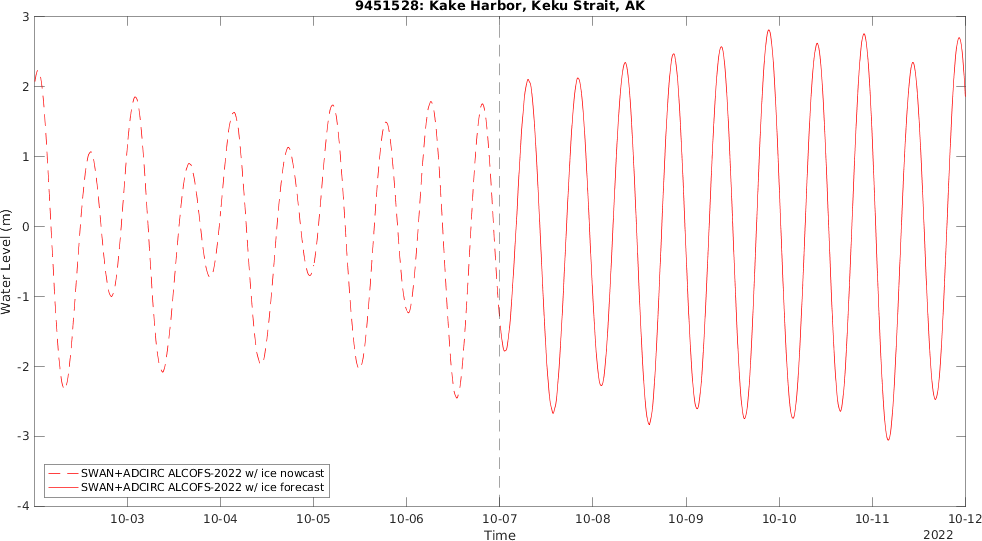 9451528: Kake Harbor, Keku Strait, AK
3
2
1
0
-1
-2
-3
-4
Water Level (m)
SWAN+ADCIRC ALCOFS-2022 w/ ice nowcast
SWAN+ADCIRC ALCOFS-2022 w/ ice forecast
10-03 10-04 10-05 10-06 10-07 10-08 10-09 10-10 10-11 10-12
Time
2022